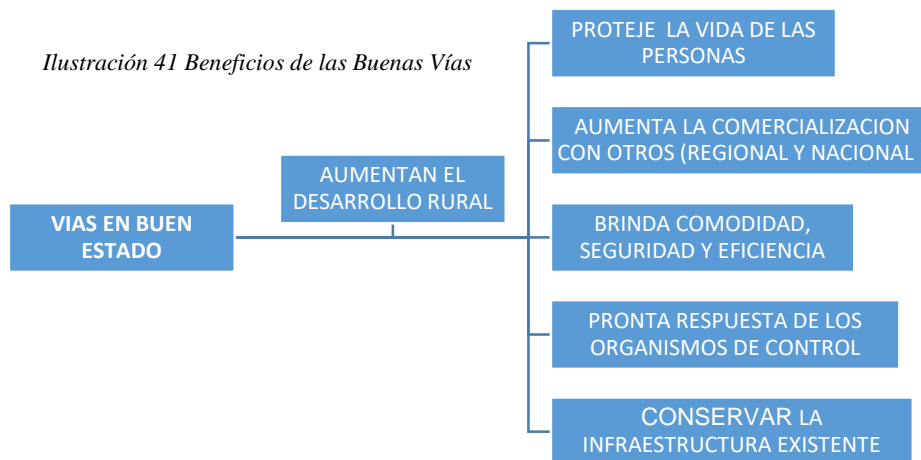 Ilustración 41 Beneficios de las Buenas Vías
VIAS EN BUEN
ESTADO
AUMENTAN EL
DESARROLLO RURAL
PROTEJE LA VIDA DE LAS
PERSONAS
AUMENTA LA COMERCIALIZACION
CON OTROS (REGIONAL Y NACIONAL
BRINDA COMODIDAD,
SEGURIDAD Y EFICIENCIA
PRONTA RESPUESTA DE LOS
ORGANISMOS DE CONTROL
CONSERVAR LA
INFRAESTRUCTURA EXISTENTE